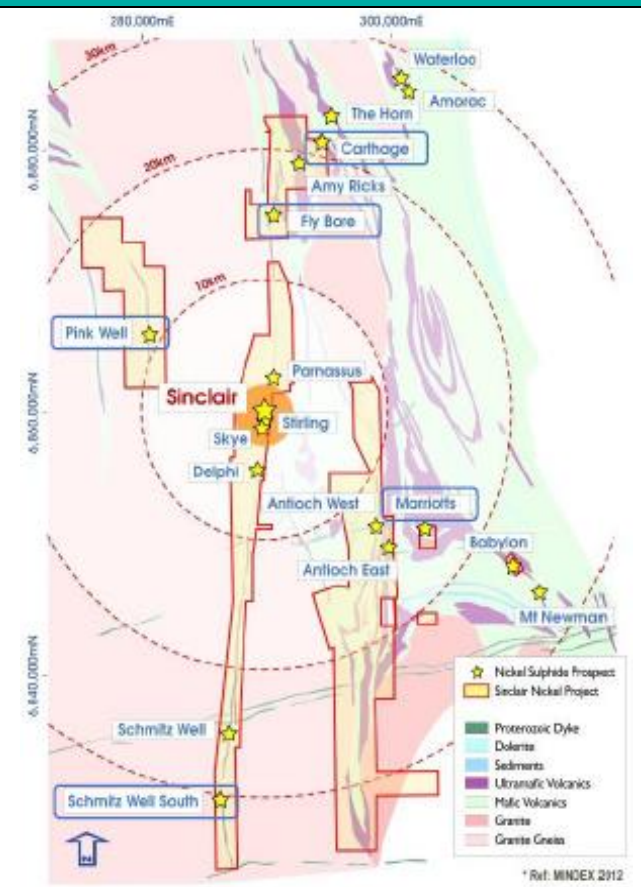 280,000mE
300,000mE
30km
Waterloo
Amorac
The Horn
6,880,000mN
Carthage
20km
Amy Ricks
Fly Bore
10km
Pink Well
Parnassus
Sinclair
6,860,000mN
Stirling
Skye
Delphi
Antioch West
Marriotts
Babylon
Antioch East
Mt Newman
6,840,000mN
Nickel Sulphide Prospect
Sinclair Nickel Project
Schmitz Well
Proterozoic Dyke
Dolerite
Sediments
Ultramafic Volcanics
Schmitz Well South
Mafic Volcanics
Granite
Granite Gneiss
N
* Ref: MINDEX 2012